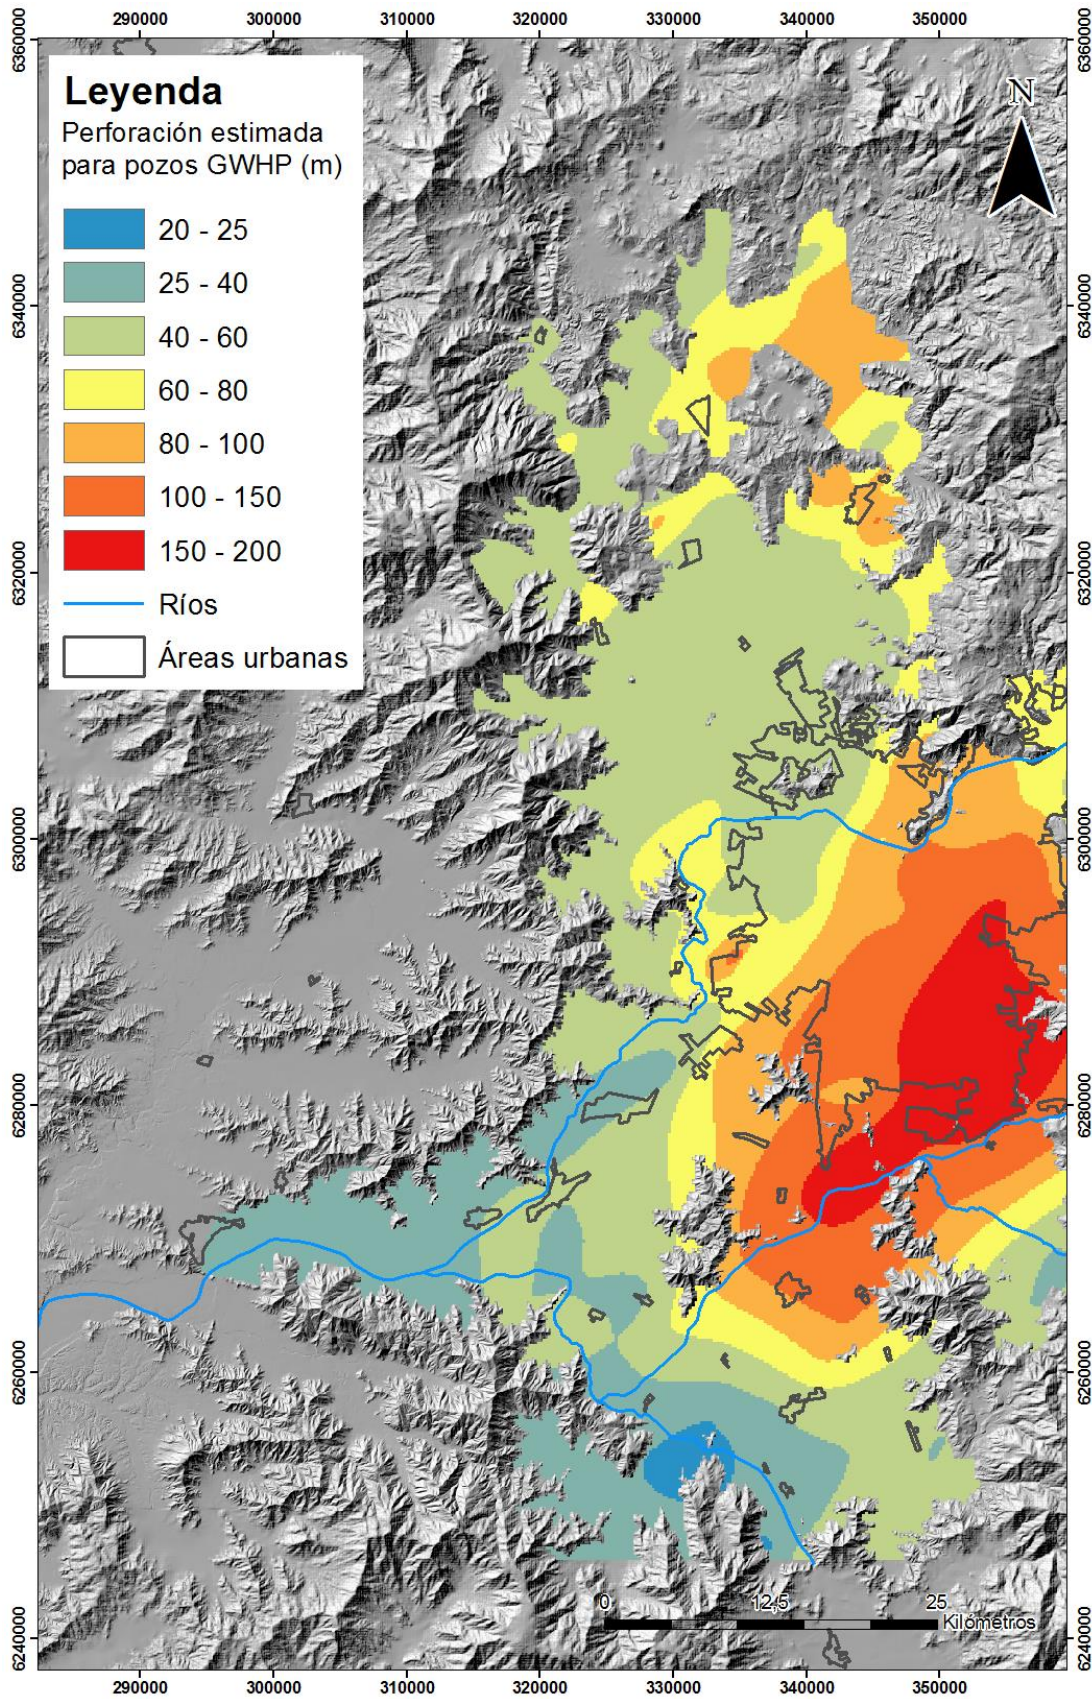 290000 300000 310000 320000 330000 340000 350000
6360000
6360000
Leyenda
Perforación estimada
para pozos GWHP (m)
20 - 25
25 - 40
40 - 60
60 - 80
80 - 100
100 - 150
150 - 200
Ríos
Áreas urbanas
N
6340000
6340000
6320000
6320000
6300000
6300000
6280000
6280000
6260000
6260000
6240000
6240000
0 12,5 25
Kilómetros
290000 300000 310000 320000 330000 340000 350000